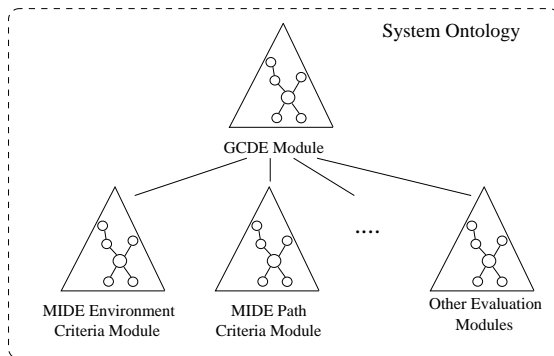 System Ontology
GCDE Module
....
MIDE Environment
Criteria Module
MIDE Path
Criteria Module
Other Evaluation
Modules